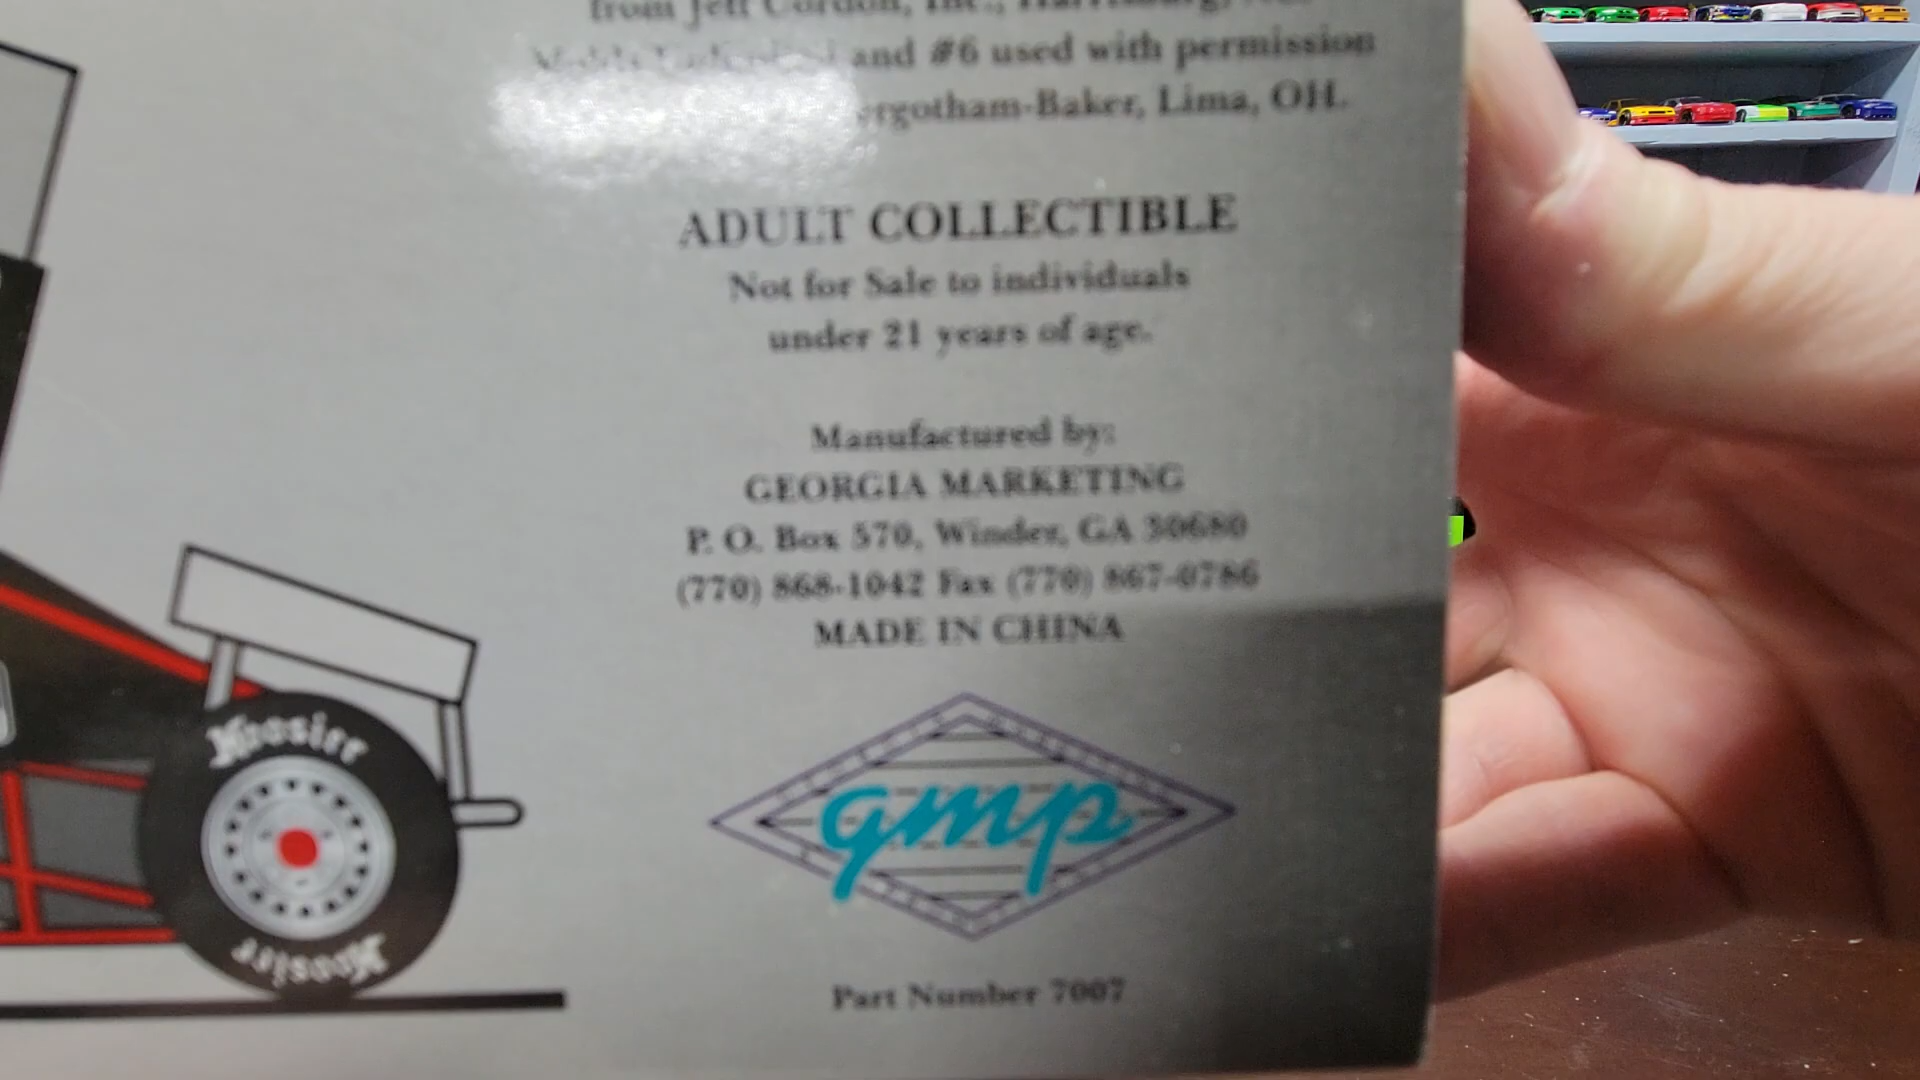 from Jeff Gordon, Inc., Harrisburg, NC.
and #6 used with permission
ergotham-Baker, Lima, OH.
ADULT COLLECTIBLE
Not for Sale to individuals
under 21 years of age.
Manufactured by:
GEORGIA MARKETING
P. O. Box 570, Winder, GA 30680
(770) 868-1042 Fax (770) 867-0786
MADE IN CHINA
Hoosier
Hoosier
gmp
Part Number 7007